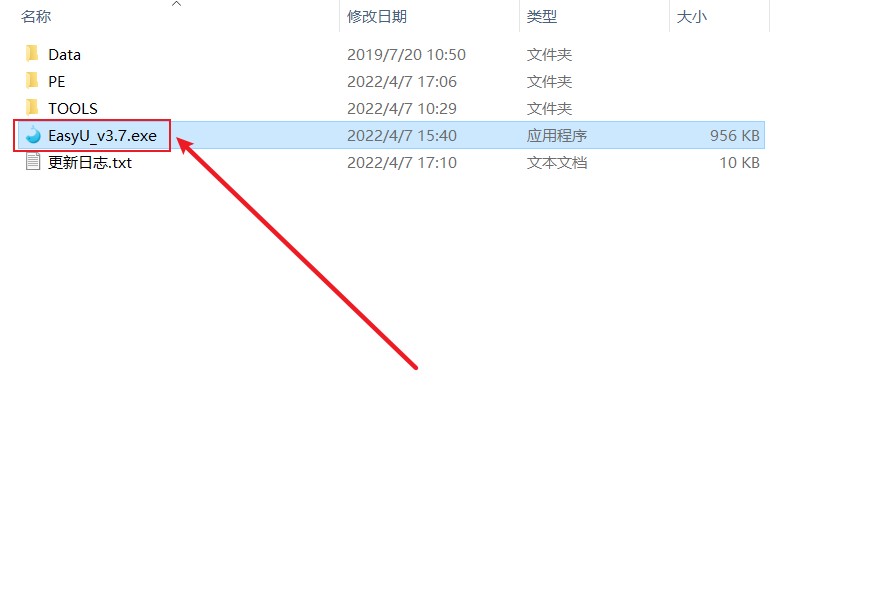 名称 修改日期 类型 大小
Data 2019/7/20 10:50 文件夹
PE 2022/4/7 17:06 文件夹
TOOLS 2022/4/7 10:29 文件夹
EasyU_v3.7.exe 2022/4/7 15:40 应用程序 956 KB
更新日志.txt 2022/4/7 17:10 文本文档 10 KB